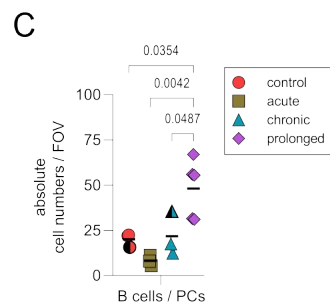 C
0.0354
0.0042
0.0487
100
75
50
25
0
absolute
cell numbers / FOV
B cells / PCs
control
acute
chronic
prolonged